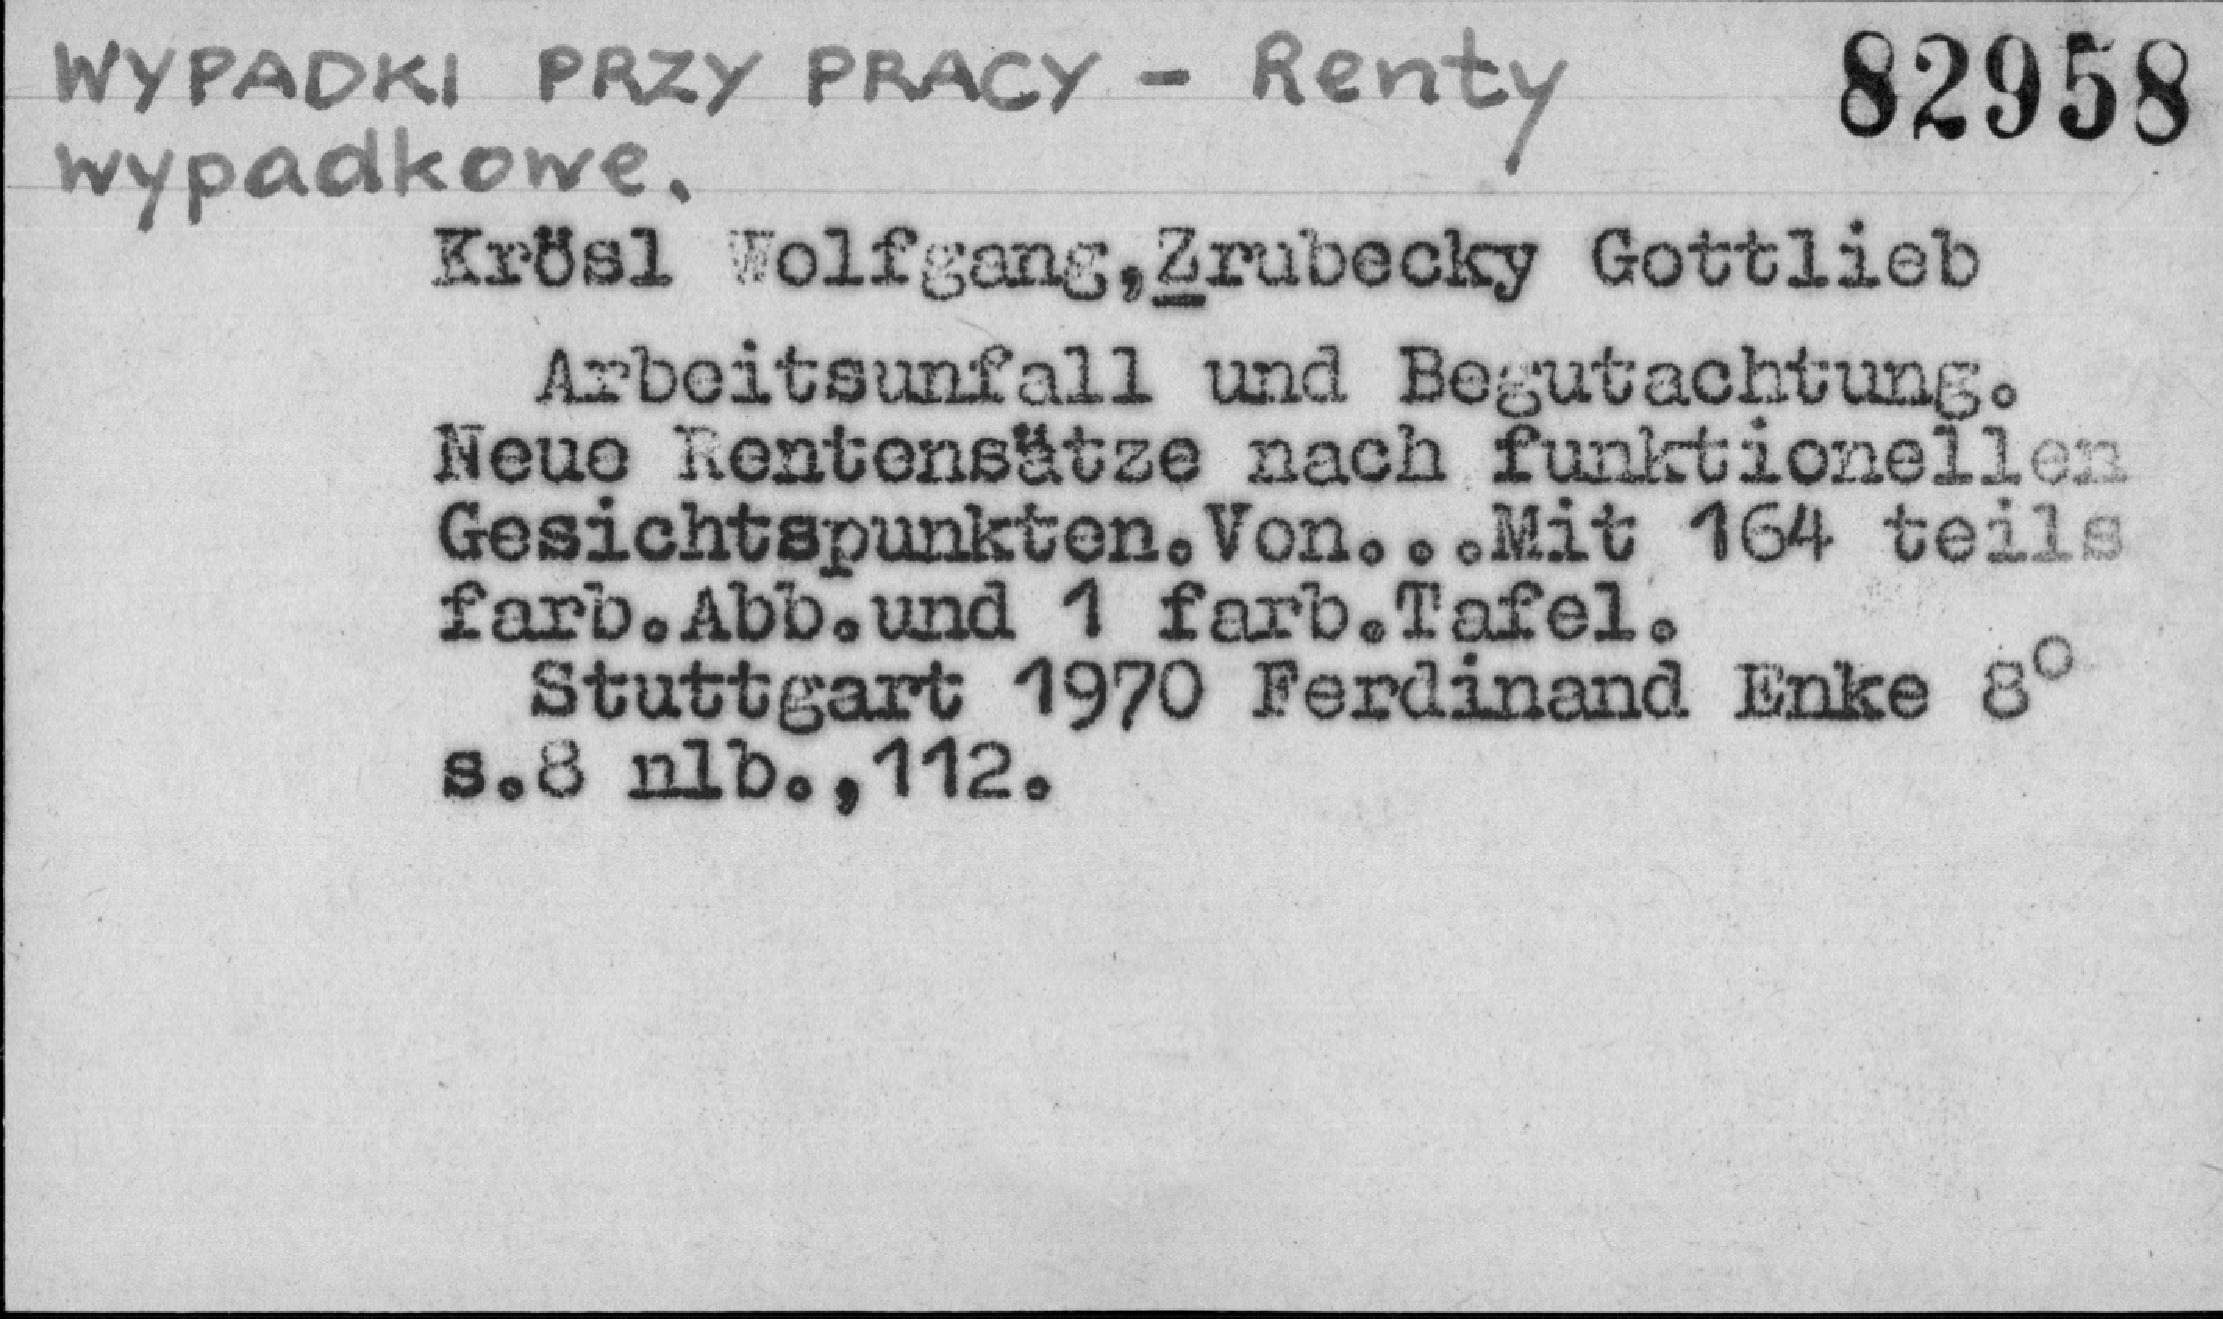 WYPADKI PRZY PRACY - Renty 82958
wypadkowe.
Krösl Wolfgang,Zrubecky Gottlieb
Arbeitsunfall und Begutachtung.
Neue Rentensätze nach funktionellen
Gesichtspunkten.Von...Mit 164 teils
farb.Abb.und 1 farb.Tafel.
Stuttgart 1970 Ferdinand Enke 8°
s.8 nlb.,112.